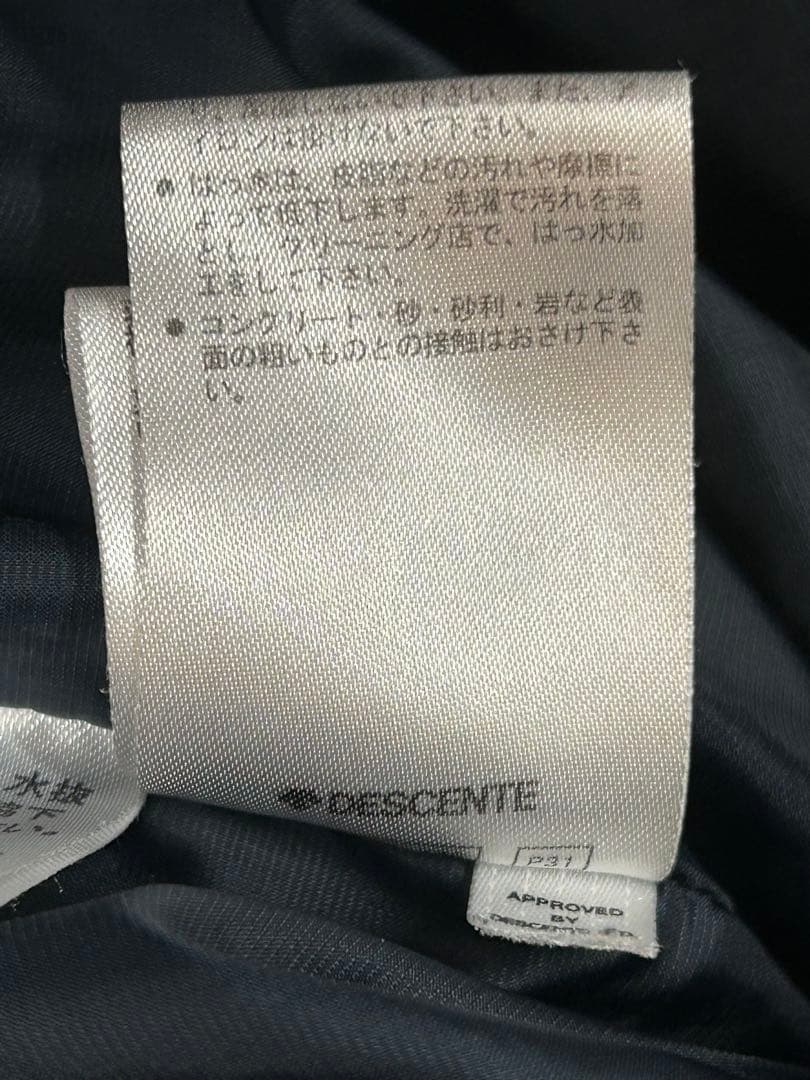 イロンは掛けないで下さい。
● はっ水は、皮脂などの汚れや摩擦に
よって低下します。洗濯で汚れを落
とし、クリーニング店で、はっ水加
工をして下さい。
● コンクリート・砂・砂利・岩など表
面の粗いものとの接触はおさけ下さ
い。
DESCENTE
P31
APPROVED
BY
DESCENTE
水抜